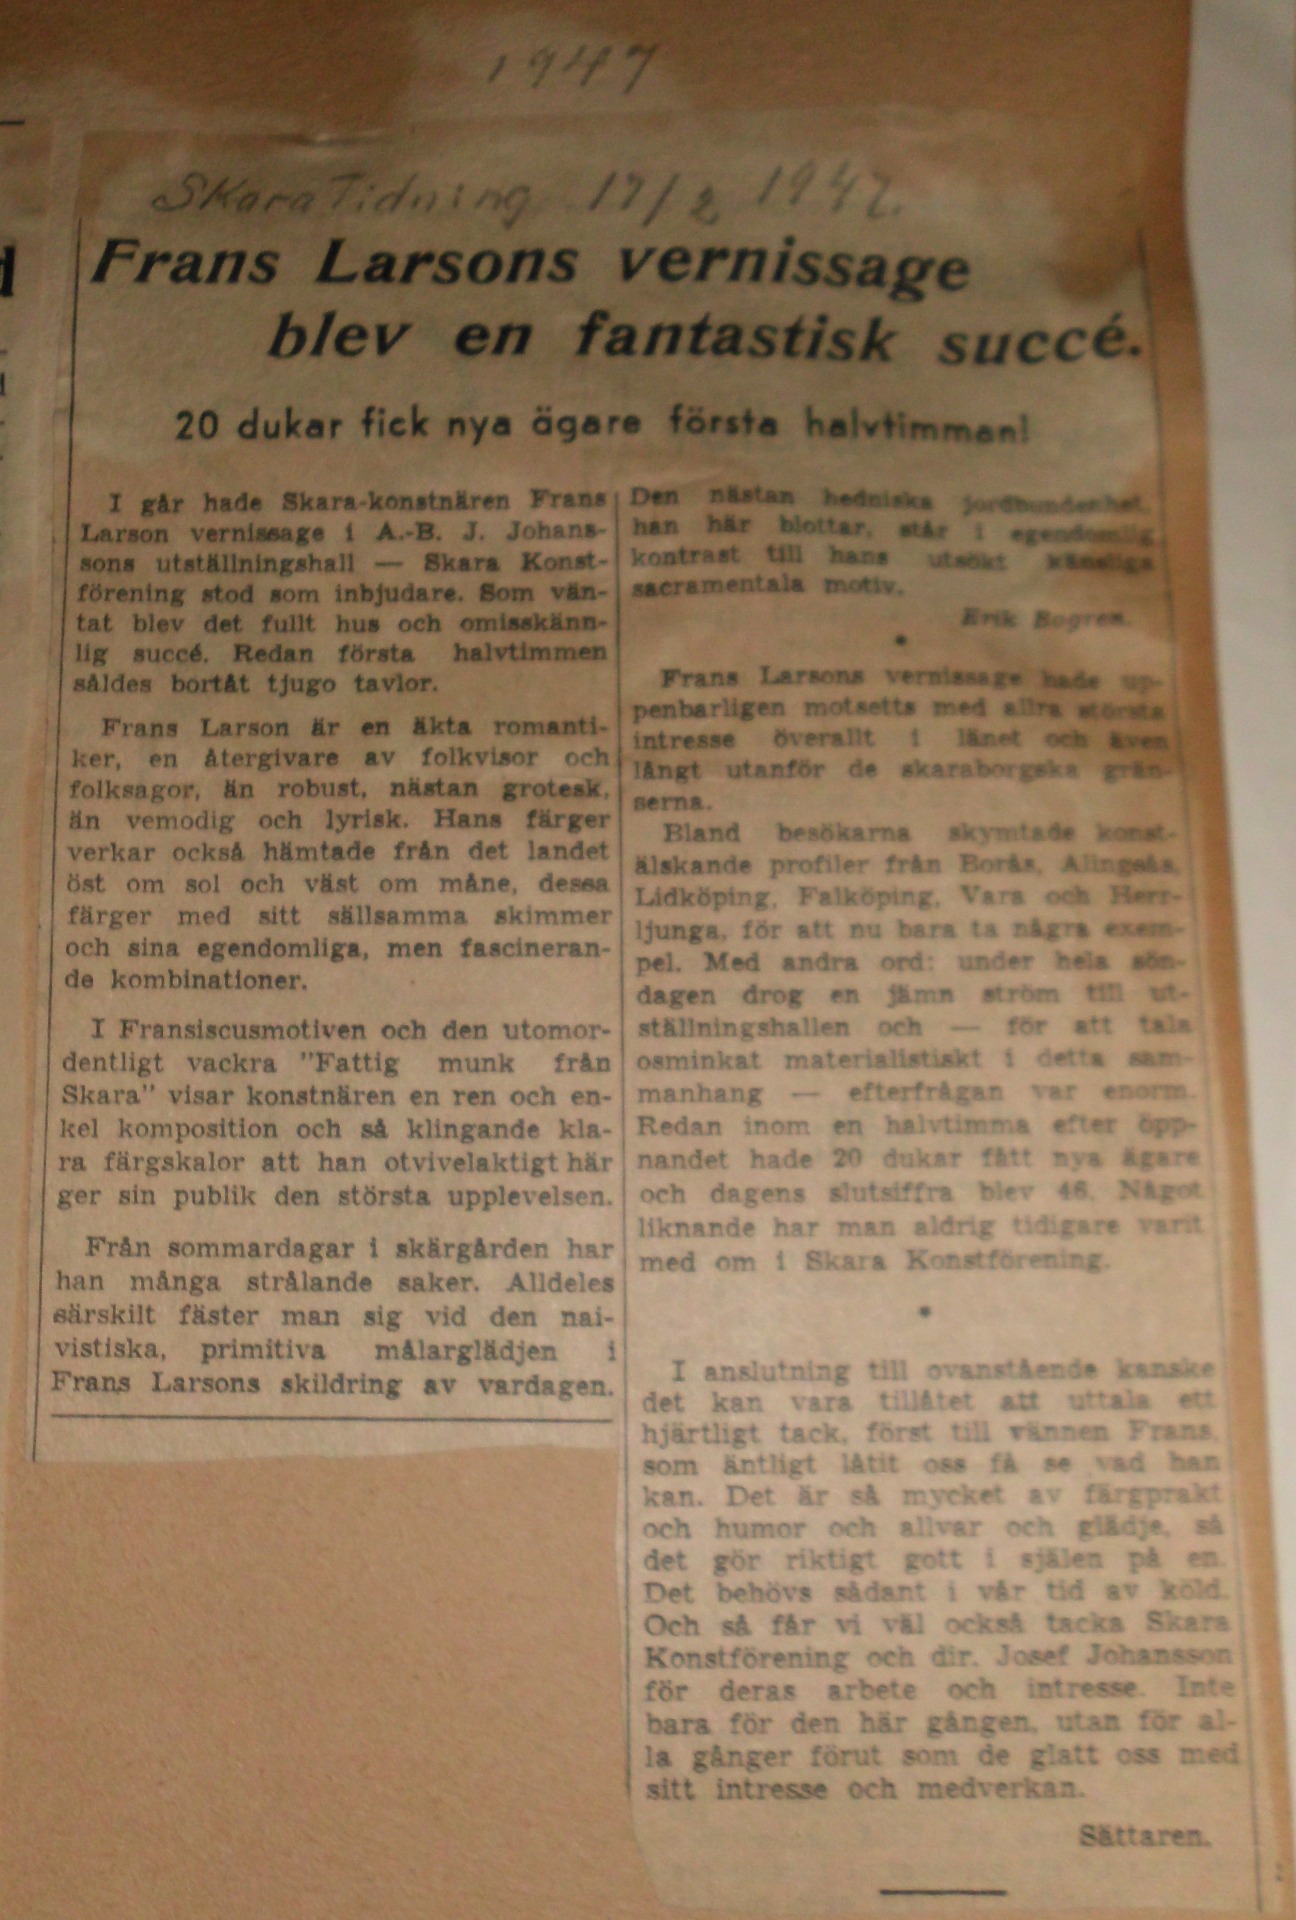 1947
Skara Tidning 17/2 1947.
Frans Larsons vernissage
blev en fantastisk succé.
20 dukar fick nya ägare första halvtimman!
I går hade Skara-konstnären Frans
Larson vernissage i A.-B. J. Johans-
sons utställningshall — Skara Konst-
förening stod som inbjudare. Som vän-
tat blev det fullt hus och omisskänn-
lig succé. Redan första halvtimmen
såldes bortåt tjugo tavlor.
Frans Larson är en äkta romanti-
ker, en återgivare av folkvisor och
folksagor, än robust, nästan grotesk,
än vemodig och lyrisk. Hans färger
verkar också hämtade från det landet
öst om sol och väst om måne, dessa
färger med sitt sällsamma skimmer
och sina egendomliga, men fascineran-
de kombinationer.
I Fransiscusmotiven och den utomor-
dentligt vackra "Fattig munk från
Skara" visar konstnären en ren och en-
kel komposition och så klingande kla-
ra färgskalor att han otvivelaktigt här
ger sin publik den största upplevelsen.
Från sommardagar i skärgården har
han många strålande saker. Alldeles
särskilt fäster man sig vid den nai-
vistiska, primitiva målarglädjen i
Frans Larsons skildring av vardagen.
Den nästan hedniska jordbundenhet,
han här blottar, står i egendomlig
kontrast till hans utsökt känsliga
sacramentala motiv.
Erik Bogren.
Frans Larsons vernissage hade up-
penbarligen motsetts med allra största
intresse överallt i länet och även
långt utanför de skaraborgska grän-
serna.
Bland besökarna skymtade konst-
älskande profiler från Borås, Alingsås,
Lidköping, Falköping, Vara och Herr-
ljunga, för att nu bara ta några exem-
pel. Med andra ord: under hela sön-
dagen drog en jämn ström till ut-
ställningshallen och — för att tala
osminkat materialistiskt i detta sam-
manhang — efterfrågan var enorm.
Redan inom en halvtimma efter öpp-
nandet hade 20 dukar fått nya ägare
och dagens slutsiffra blev 46. Något
liknande har man aldrig tidigare varit
med om i Skara Konstförening.
I anslutning till ovanstående kanske
det kan vara tillåtet att uttala ett
hjärtligt tack, först till vännen Frans,
som äntligt låtit oss få se vad han
kan. Det är så mycket av färgprakt
och humor och allvar och glädje, så
det gör riktigt gott i själen på en.
Det behövs sådant i vår tid av köld.
Och så får vi väl också tacka Skara
Konstförening och dir. Josef Johansson
för deras arbete och intresse. Inte
bara för den här gången, utan för al-
la gånger förut som de glatt oss med
sitt intresse och medverkan.
Sättaren.